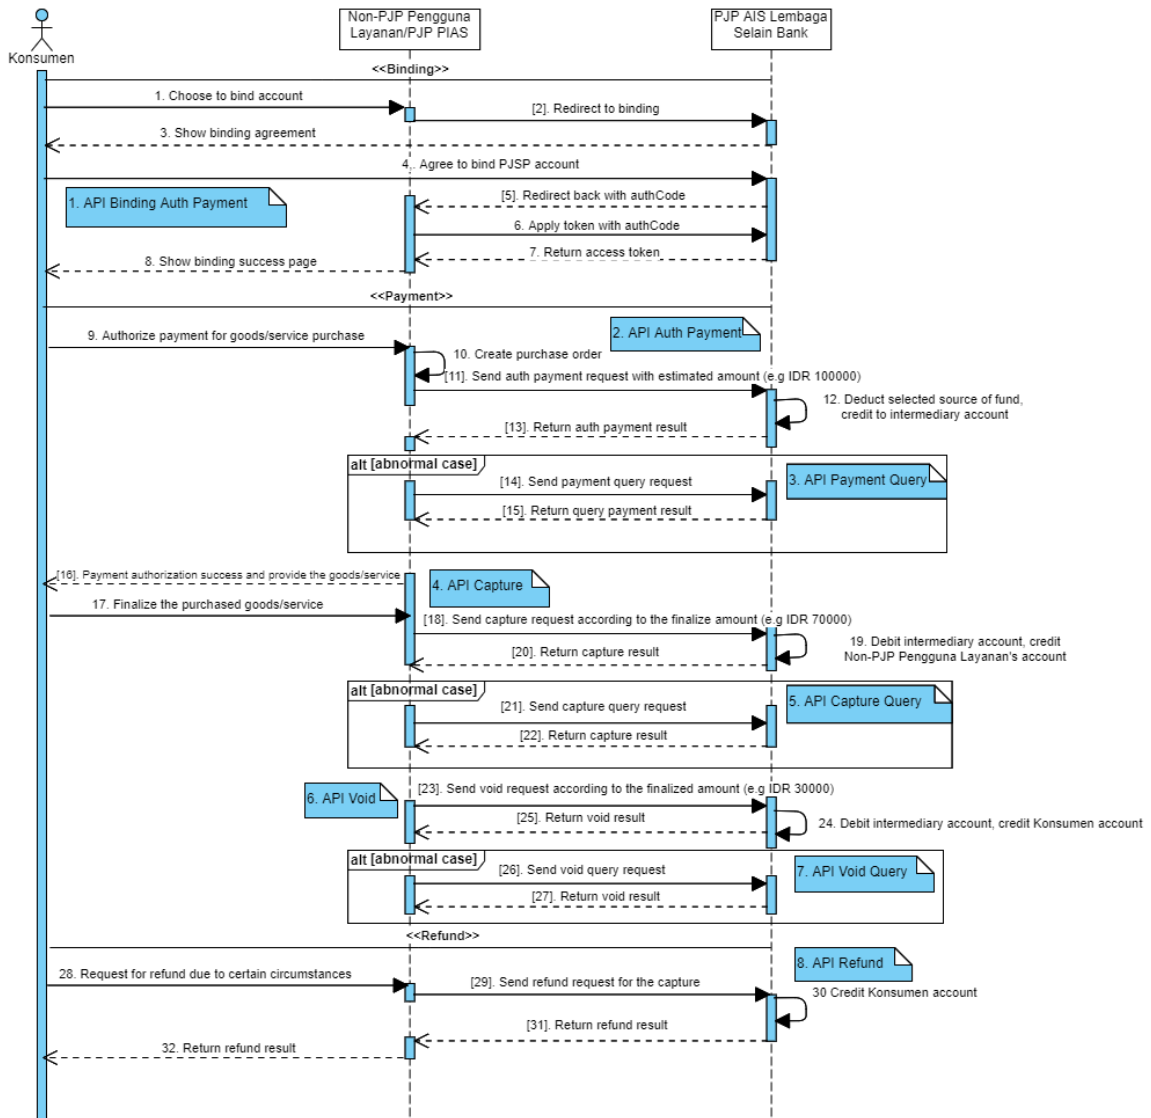 Non-PJP Pengguna
Layanan/PJP PIAS
PJP AIS Lembaga
Selain Bank
Konsumen
<<Binding>>
1. Choose to bind account
[2]. Redirect to binding
3. Show binding agreement
4,. Agree to bind PJSP account
1. API Binding Auth Payment
[5]. Redirect back with authCode
6. Apply token with authCode
7. Return access token
8. Show binding success page
<<Payment>>
9. Authorize payment for goods/service purchase
2. API Auth Payment
10. Create purchase order
[11]. Send auth payment request with estimated amount (e.g IDR 100000)
12. Deduct selected source of fund,
credit to intermediary account
[13]. Return auth payment result
alt [abnormal case]
[14]. Send payment query request
3. API Payment Query
[15]. Return query payment result
[16]. Payment authorization success and provide the goods/service
4. API Capture
17. Finalize the purchased goods/service
[18]. Send capture request according to the finalize amount (e.g IDR 70000)
19. Debit intermediary account, credit
Non-PJP Pengguna Layanan's account
[20]. Return capture result
alt [abnormal case]
[21]. Send capture query request
5. API Capture Query
[22]. Return capture result
6. API Void
[23]. Send void request according to the finalized amount (e.g IDR 30000)
[25]. Return void result
24. Debit intermediary account, credit Konsumen account
alt [abnormal case]
[26]. Send void query request
7. API Void Query
[27]. Return void result
<<Refund>>
8. API Refund
28. Request for refund due to certain circumstances
[29]. Send refund request for the capture
30 Credit Konsumen account
[31]. Return refund result
32. Return refund result